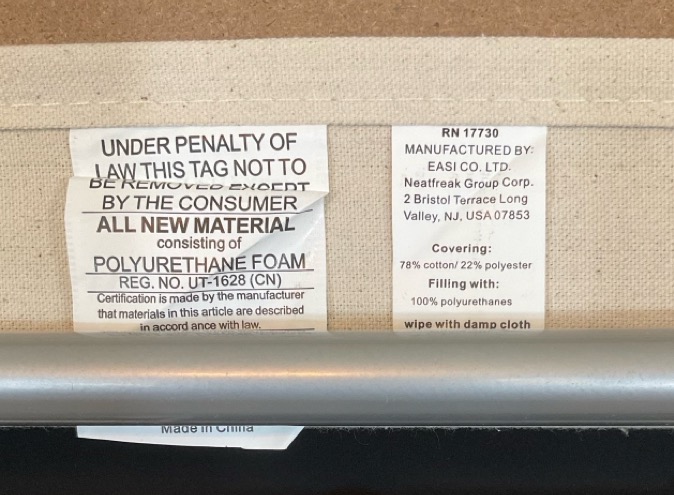 UNDER PENALTY OF
LAW THIS TAG NOT TO
BE REMOVED EXCEPT
BY THE CONSUMER
ALL NEW MATERIAL
consisting of
POLYURETHANE FOAM
REG. NO. UT-1628 (CN)
Certification is made by the manufacturer
that materials in this article are described
in accord ance with law.
Made in China
RN 17730
MANUFACTURED BY:
EASI CO. LTD.
Neatfreak Group Corp.
2 Bristol Terrace Long
Valley, NJ, USA 07853
Covering:
78% cotton/ 22% polyester
Filling with:
100% polyurethanes
wipe with damp cloth